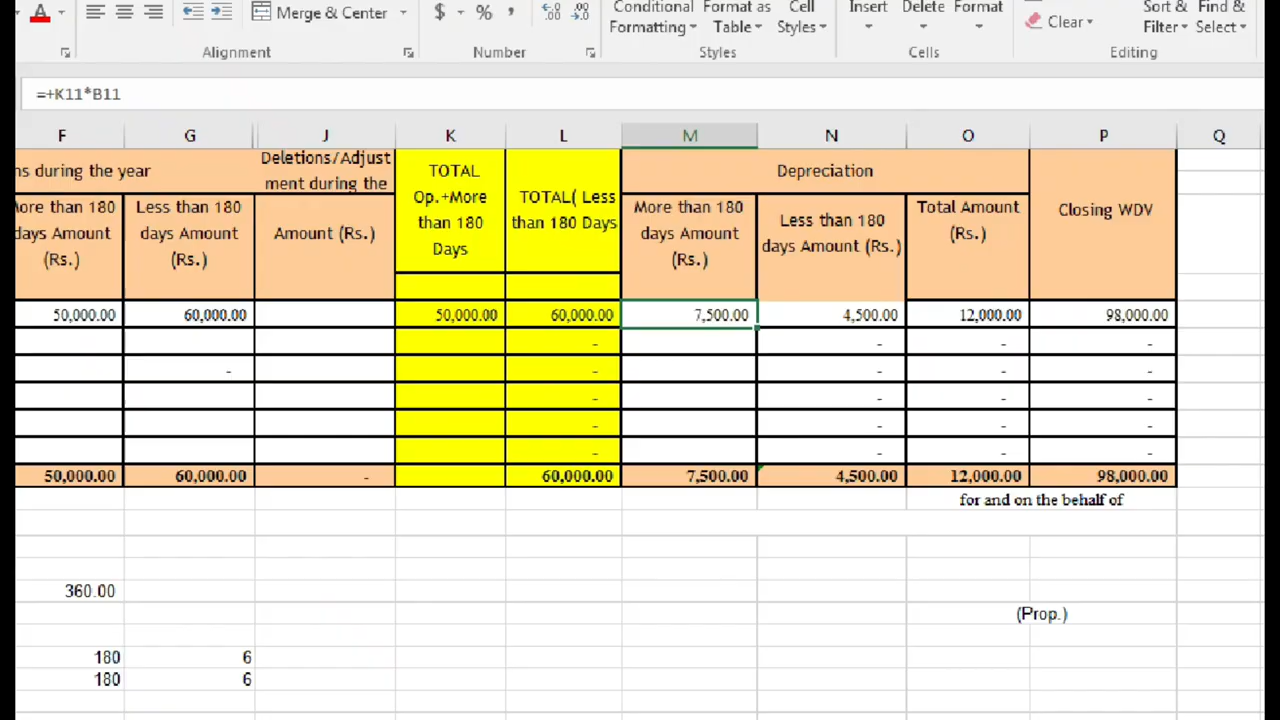 Conditional Format as Cell Insert Delete Format Sort & Find &
A Merge & Center $ % , Formatting Table Styles Clear Filter Select
Alignment Number Styles Cells Editing
=+K11*B11
F G J K L M N O P Q
ns during the year Deletions/Adjust
ment during the TOTAL
Op.+More
than 180
Days TOTAL( Less
than 180 Days Depreciation Closing WDV
More than 180
days Amount
(Rs.) Less than 180
days Amount
(Rs.) Amount (Rs.) More than 180
days Amount
(Rs.) Less than 180
days Amount (Rs.) Total Amount
(Rs.)
50,000.00 60,000.00 50,000.00 60,000.00 7,500.00 4,500.00 12,000.00 98,000.00
- - - -
- - - - -
- - - -
- - - -
- - - -
50,000.00 60,000.00 - 60,000.00 7,500.00 4,500.00 12,000.00 98,000.00
for and on the behalf of
360.00
(Prop.)
180 6
180 6